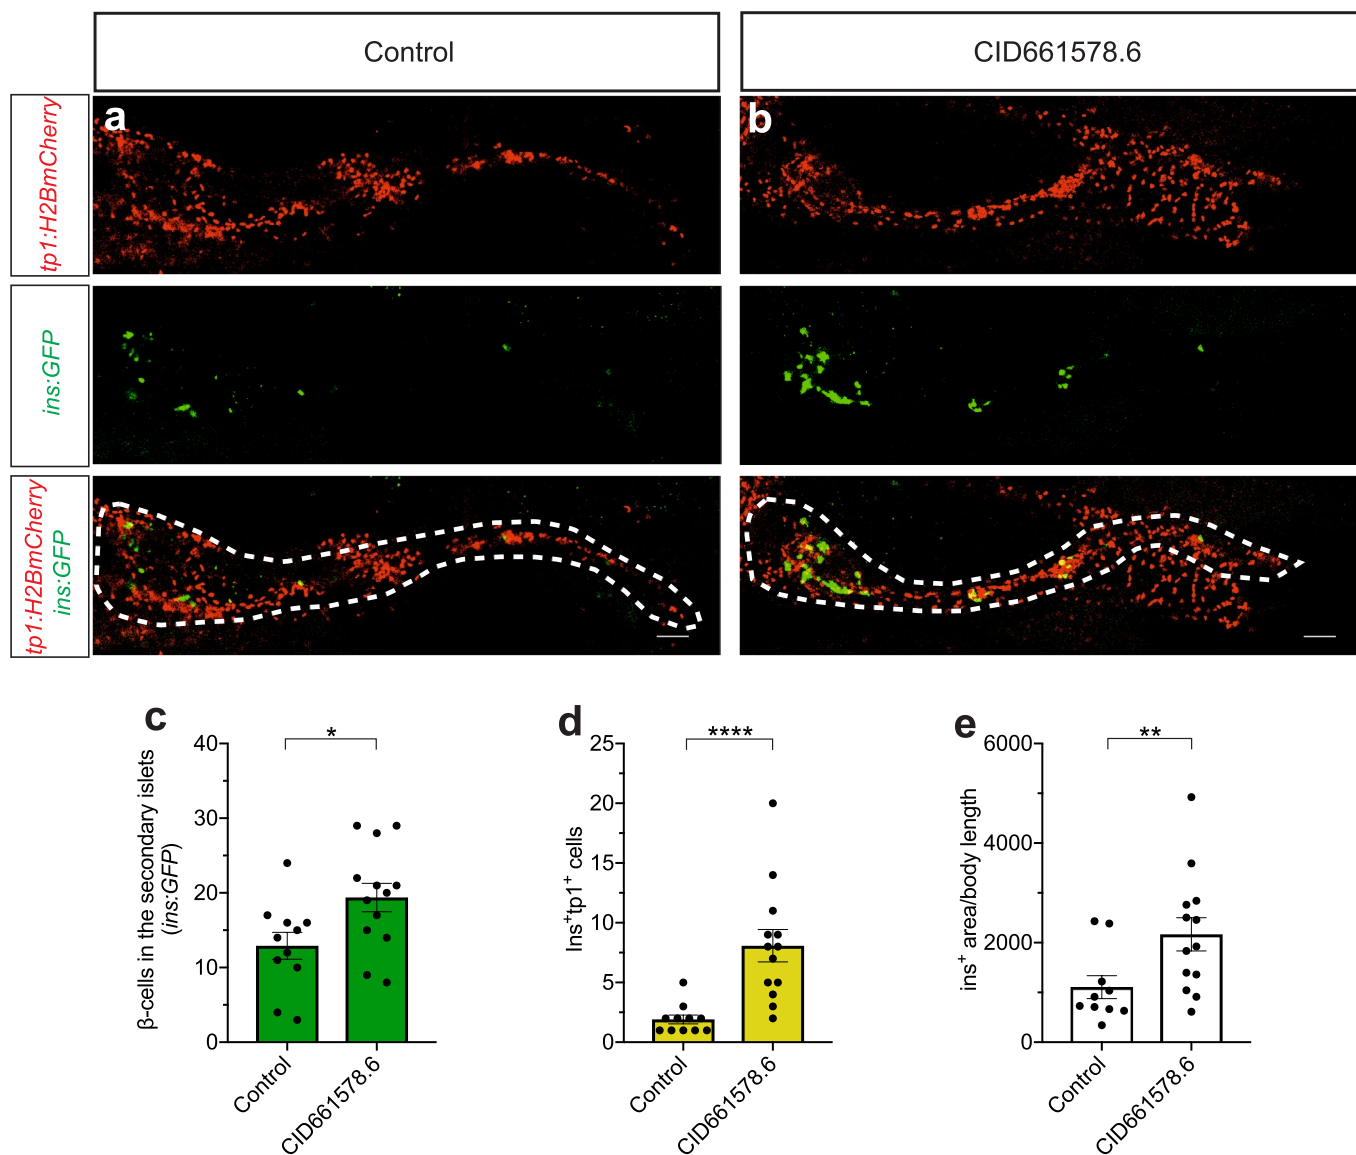 Control
CID661578.6
tp1:H2BmCherry
a
b
ins:GFP
tp1:H2BmCherry
ins:GFP
c
d
e
β-cells in the secondary islets
(ins:GFP)
40
30
20
10
0
*
Control
CID661578.6
Ins⁺tp1⁺ cells
25
20
15
10
5
0
****
Control
CID661578.6
ins⁺ area/body length
6000
4000
2000
0
**
Control
CID661578.6